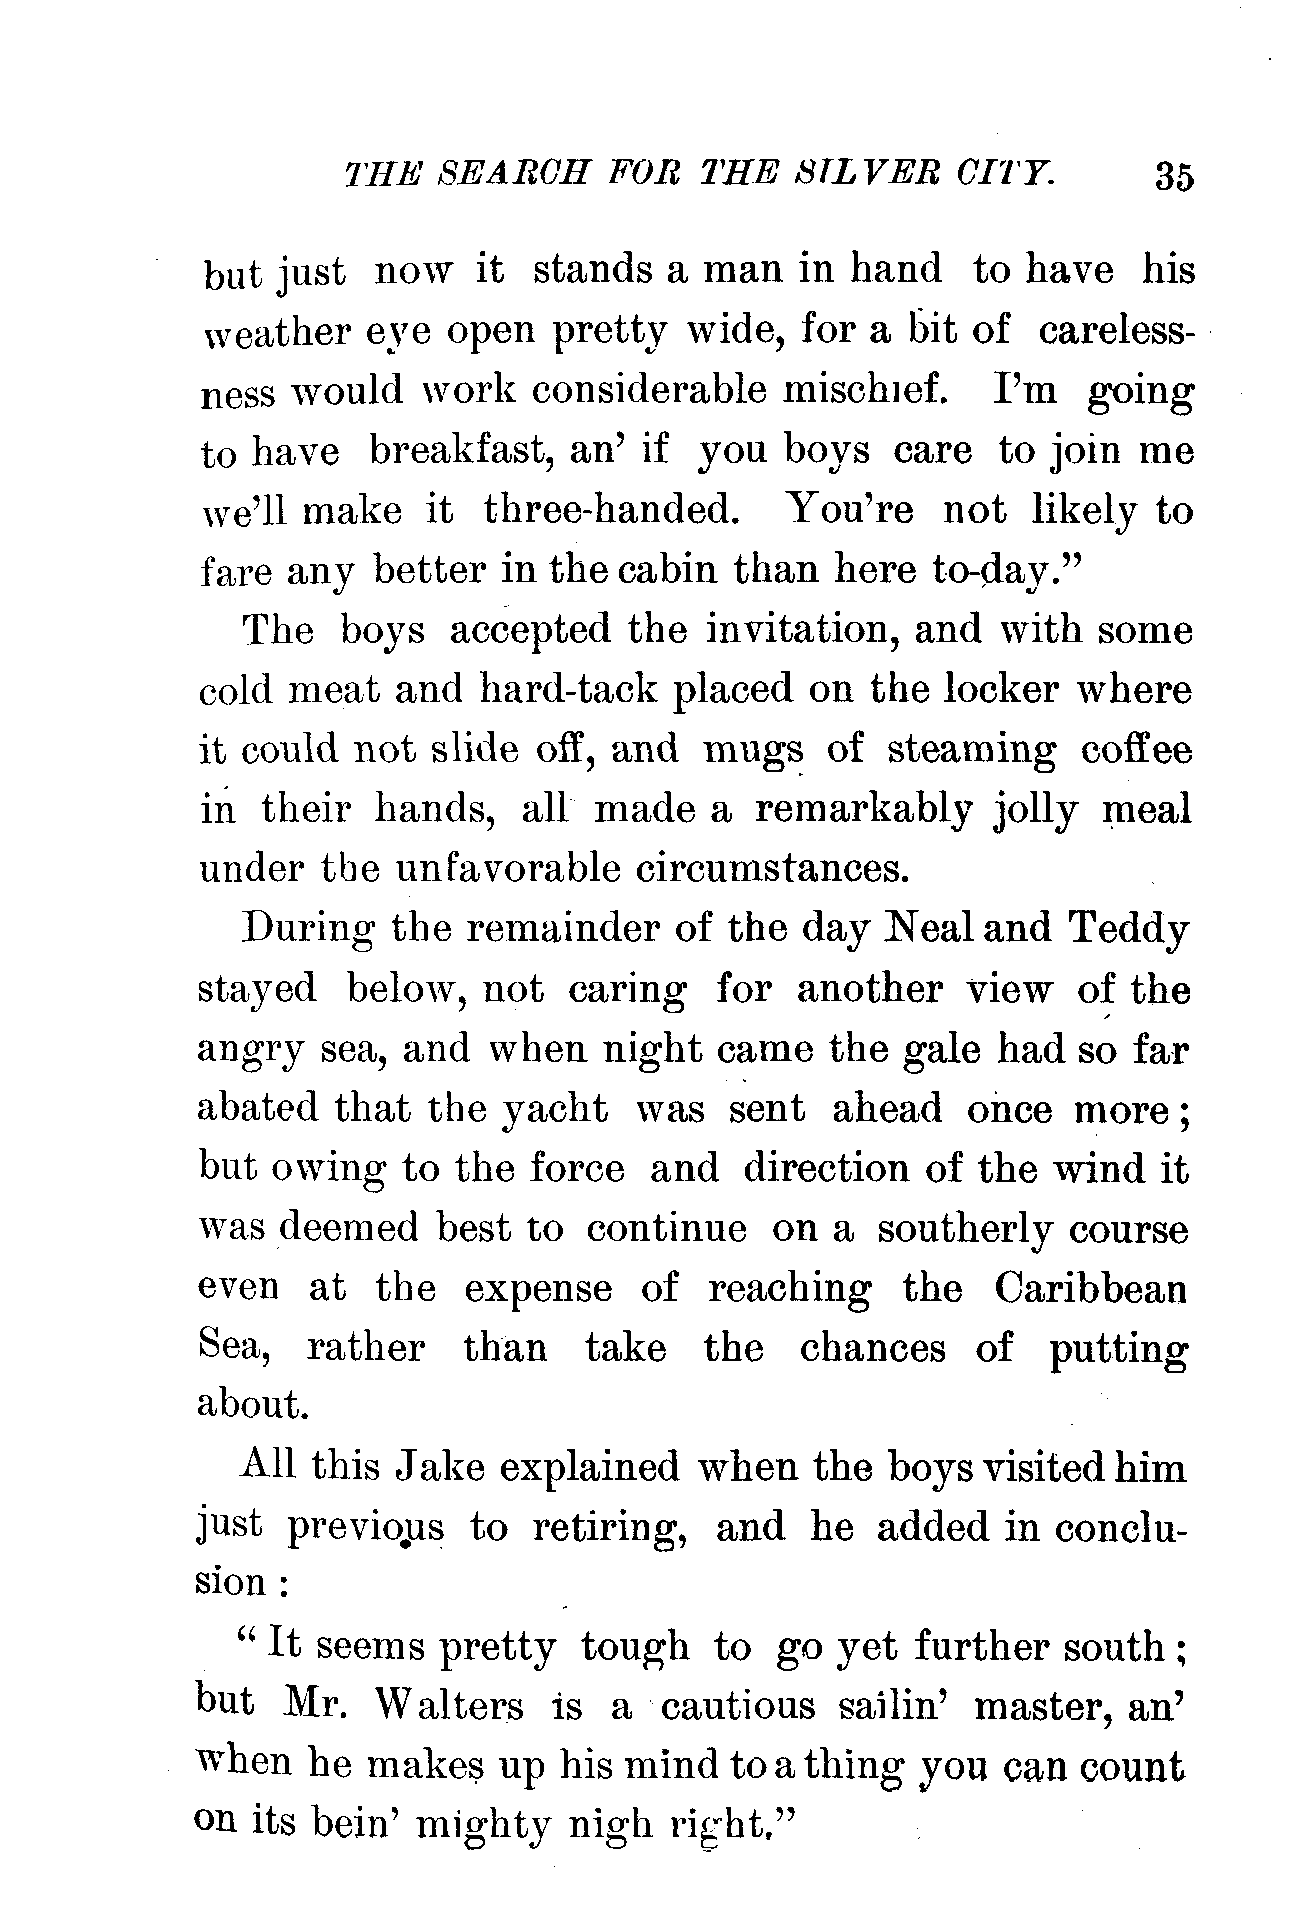 THE SEARCH FOR THE SILVER CITY. 35
but just now it stands a man in hand to have his
weather eye open pretty wide, for a bit of careless-
ness would work considerable mischief. I'm going
to have breakfast, an' if you boys care to join me
we'll make it three-handed. You're not likely to
fare any better in the cabin than here to-day."
The boys accepted the invitation, and with some
cold meat and hard-tack placed on the locker where
it could not slide off, and mugs of steaming coffee
in their hands, all made a remarkably jolly meal
under the unfavorable circumstances.
During the remainder of the day Neal and Teddy
stayed below, not caring for another view of the
angry sea, and when night came the gale had so far
abated that the yacht was sent ahead once more;
but owing to the force and direction of the wind it
was deemed best to continue on a southerly course
even at the expense of reaching the Caribbean
Sea, rather than take the chances of putting
about.
All this Jake explained when the boys visited him
just previous to retiring, and he added in conclu-
sion :
"It seems pretty tough to go yet further south;
but Mr. Walters is a cautious sailin' master, an'
when he makes up his mind to a thing you can count
on its bein' mighty nigh right."